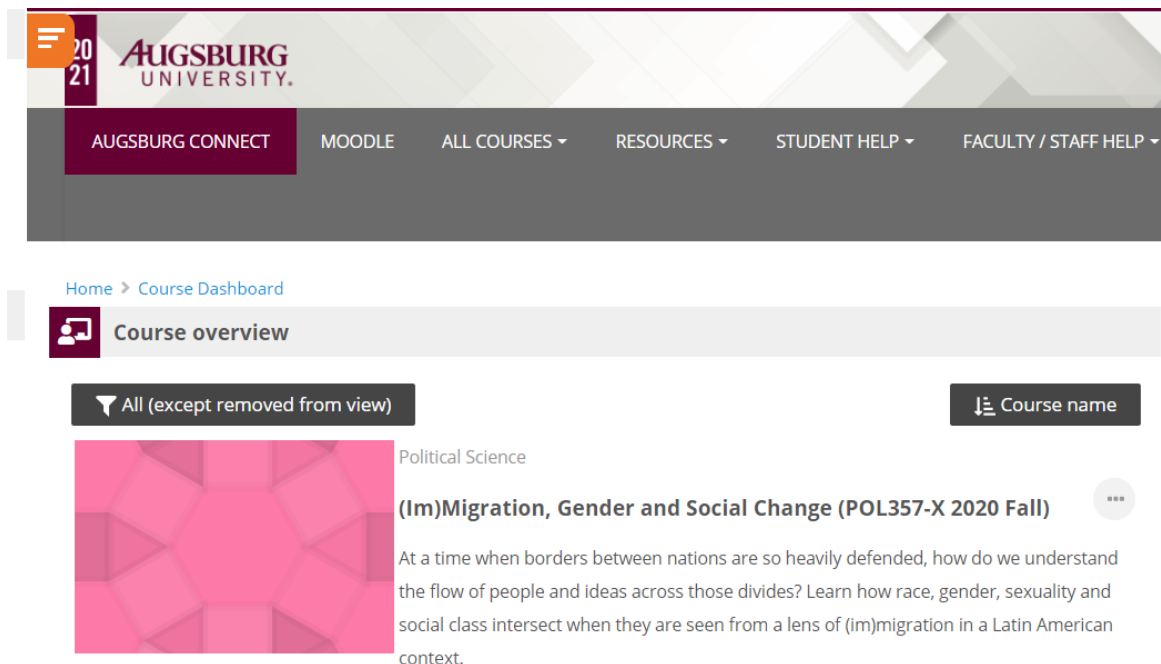 20
21
AUGSBURG
UNIVERSITY.
AUGSBURG CONNECT MOODLE ALL COURSES RESOURCES STUDENT HELP FACULTY / STAFF HELP
Home > Course Dashboard
Course overview
All (except removed from view) Course name
Political Science
(Im)Migration, Gender and Social Change (POL357-X 2020 Fall)
At a time when borders between nations are so heavily defended, how do we understand
the flow of people and ideas across those divides? Learn how race, gender, sexuality and
social class intersect when they are seen from a lens of (im)migration in a Latin American
context.